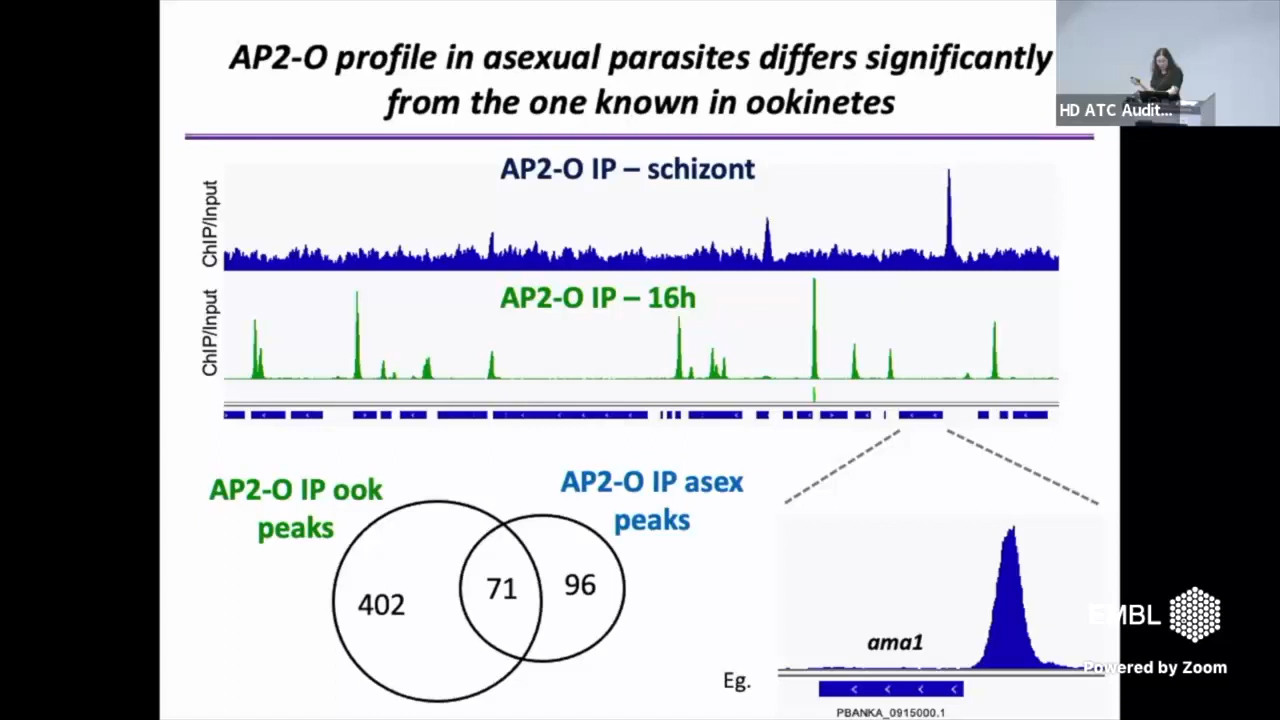 AP2-O profile in asexual parasites differs significantly
from the one known in ookinetes
HD ATC Audit...
AP2-O IP – schizont
ChIP/Input
AP2-O IP – 16h
ChIP/Input
AP2-O IP ook
peaks
AP2-O IP asex
peaks
402
71
96
ama1
Eg.
PBANKA_0915000.1
EMBL
Powered by Zoom